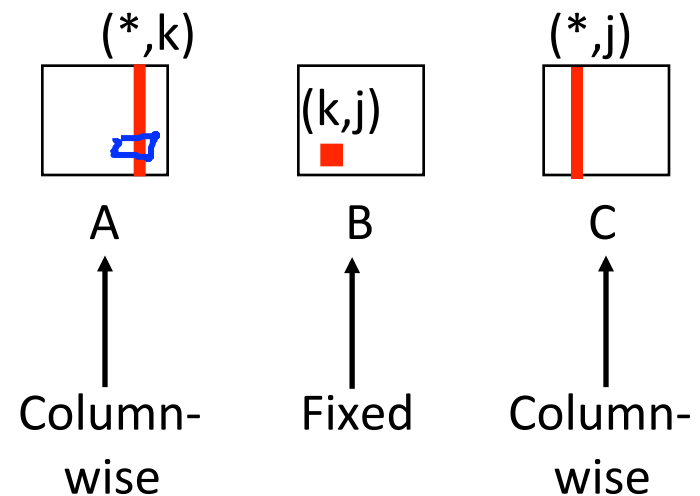 (*,k)
(*,j)
(k,j)
A
B
C
Column-
wise
Fixed
Column-
wise